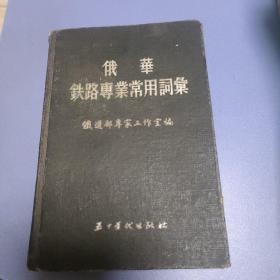 俄華
鉄路專業常用詞彙
鐵道部專家工作室編
五十年代出版社